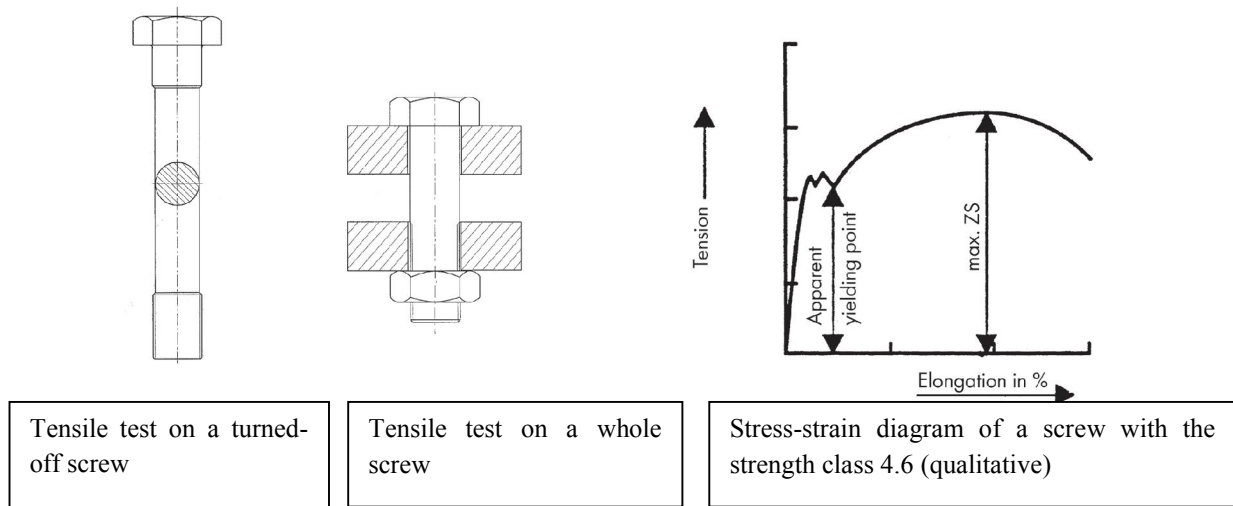 Tension
Apparent
yielding point
max. ZS
Elongation in %
Tensile test on a turned-
off screw
Tensile test on a whole
screw
Stress-strain diagram of a screw with the
strength class 4.6 (qualitative)